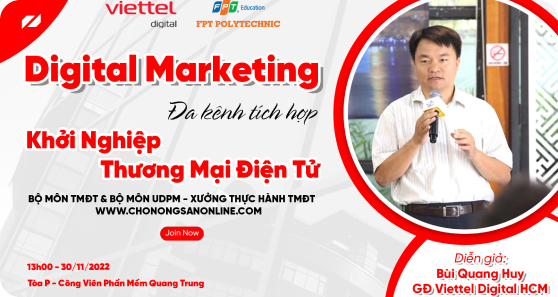 viettel
digital
FPT Education
FPT POLYTECHNIC
Digital Marketing
Đa kênh tích hợp
Khởi Nghiệp
Thương Mại Điện Tử
BỘ MÔN TMĐT & BỘ MÔN UDPM - XƯỞNG THỰC HÀNH TMĐT
WWW.CHONONGSANONLINE.COM
Join Now
13h00 - 30/11/2022
Tòa P - Công Viên Phần Mềm Quang Trung
Diễn giả:
Bùi Quang Huy
GĐ Viettel Digital HCM